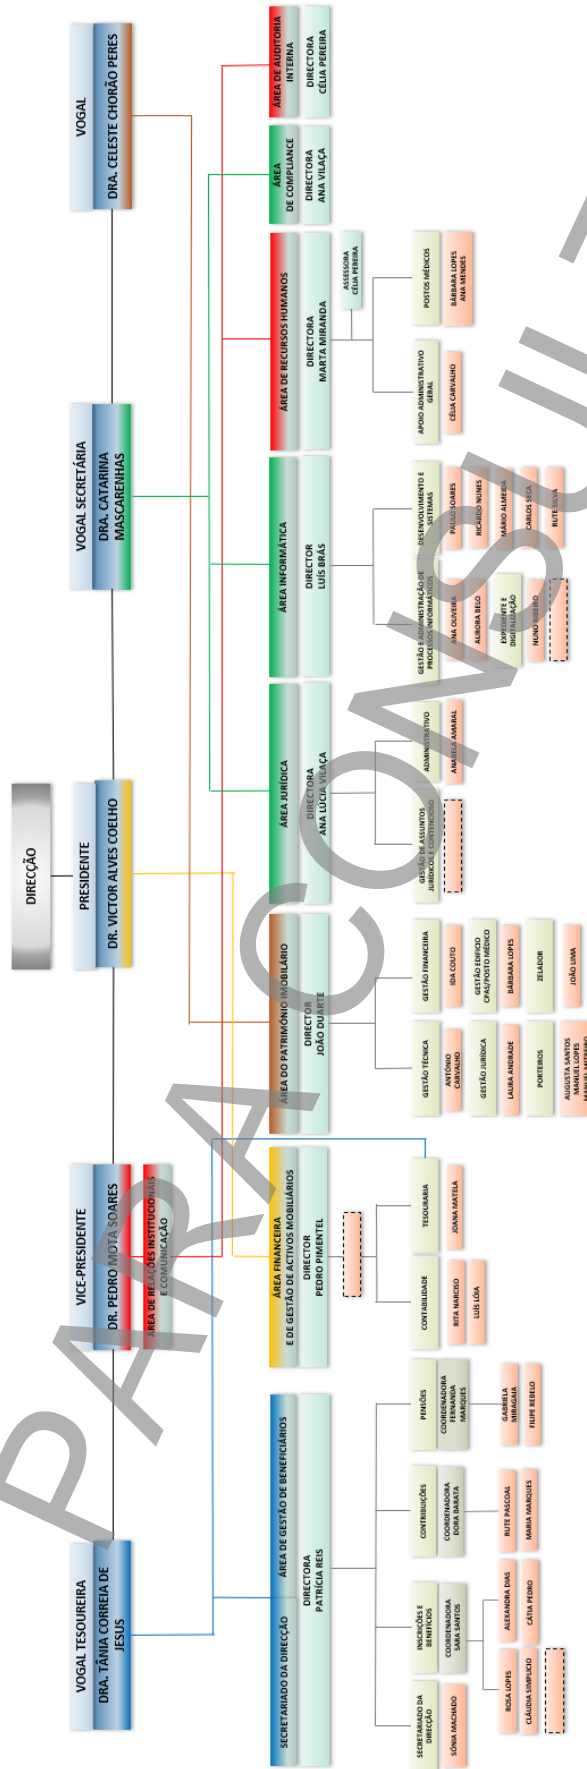 DIRECÇÃO
VOGAL TESOUREIRA
DRA. TÂNIA CORREIA DE
JESUS
VICE-PRESIDENTE
DR. PEDRO MOTA SOARES
ÁREA DE RELAÇÕES INSTITUCIONAIS
E COMUNICAÇÃO
PRESIDENTE
DR. VICTOR ALVES COELHO
VOGAL SECRETÁRIA
DRA. CATARINA
MASCARENHAS
VOGAL
DRA. CELESTE CHORÃO PERES
SECRETARIADO DA DIRECÇÃO
ÁREA DE GESTÃO DE BENEFICIÁRIOS
DIRECTORA
PATRÍCIA REIS
SECRETARIADO DA
DIRECÇÃO
SÓNIA MACHADO
INSCRIÇÕES E
BENEFÍCIOS
COORDENADORA
SARA SANTOS
ROSA LOPES
CLÁUDIA SIMPLICIO
ALEXANDRA DIAS
CÁTIA PEDRO
CONTRIBUIÇÕES
COORDENADORA
DORA BARATA
RUTE PASCOAL
MARIA MARQUES
PENSÕES
COORDENADORA
FERNANDA
MARQUES
GABRIELA
MIRAGAIA
FILIPE REBELO
ÁREA FINANCEIRA
E DE GESTÃO DE ACTIVOS MOBILIÁRIOS
DIRECTOR
PEDRO PIMENTEL
CONTABILIDADE
RITA NARCISO
LUÍS LÓIA
TESOURARIA
JOANA MATELA
ÁREA DO PATRIMÓNIO IMOBILÁRIO
DIRECTOR
JOÃO DUARTE
GESTÃO TÉCNICA
ANTÓNIO
CARVALHO
GESTÃO JURÍDICA
LAURA ANDRADE
PORTEIROS
AUGUSTA SANTOS
MANUEL LOPES
GESTÃO FINANCEIRA
IDA COUTO
GESTÃO EDIFICIO
CPAS/POSTO MÉDICO
BÁRBARA LOPES
ZELADOR
JOÃO LIMA
ÁREA JURÍDICA
DIRECTORA
ANA LÚCIA VILAÇA
GESTÃO DE ASSUNTOS
JURÍDICOS E CONTENCIOSO
ADMINISTRATIVO
ANABELA AMARAL
ÁREA INFORMÁTICA
DIRECTOR
LUÍS BRÁS
GESTÃO E ADMINISTRAÇÃO DE
PROCESSOS INFORMÁTICOS
ANA OLIVEIRA
AURORA BELO
EXPEDIENTE E
DIGITALIZAÇÃO
NUNO RIBEIRO
DESENVOLVIMENTO E
SISTEMAS
PAULO SOARES
RICARDO NUNES
MÁRIO ALMEIDA
CARLOS SECA
RUTE SILVA
ÁREA DE RECURSOS HUMANOS
DIRECTORA
MARTA MIRANDA
ASSESSORA
CÉLIA PEREIRA
APOIO ADMINISTRATIVO
GERAL
CÉLIA CARVALHO
POSTOS MÉDICOS
BÁRBARA LOPES
ANA MENDES
ÁREA
DE COMPLIANCE
DIRECTORA
ANA VILAÇA
ÁREA DE AUDITORIA
INTERNA
DIRECTORA
CÉLIA PEREIRA
PARA CONSULT